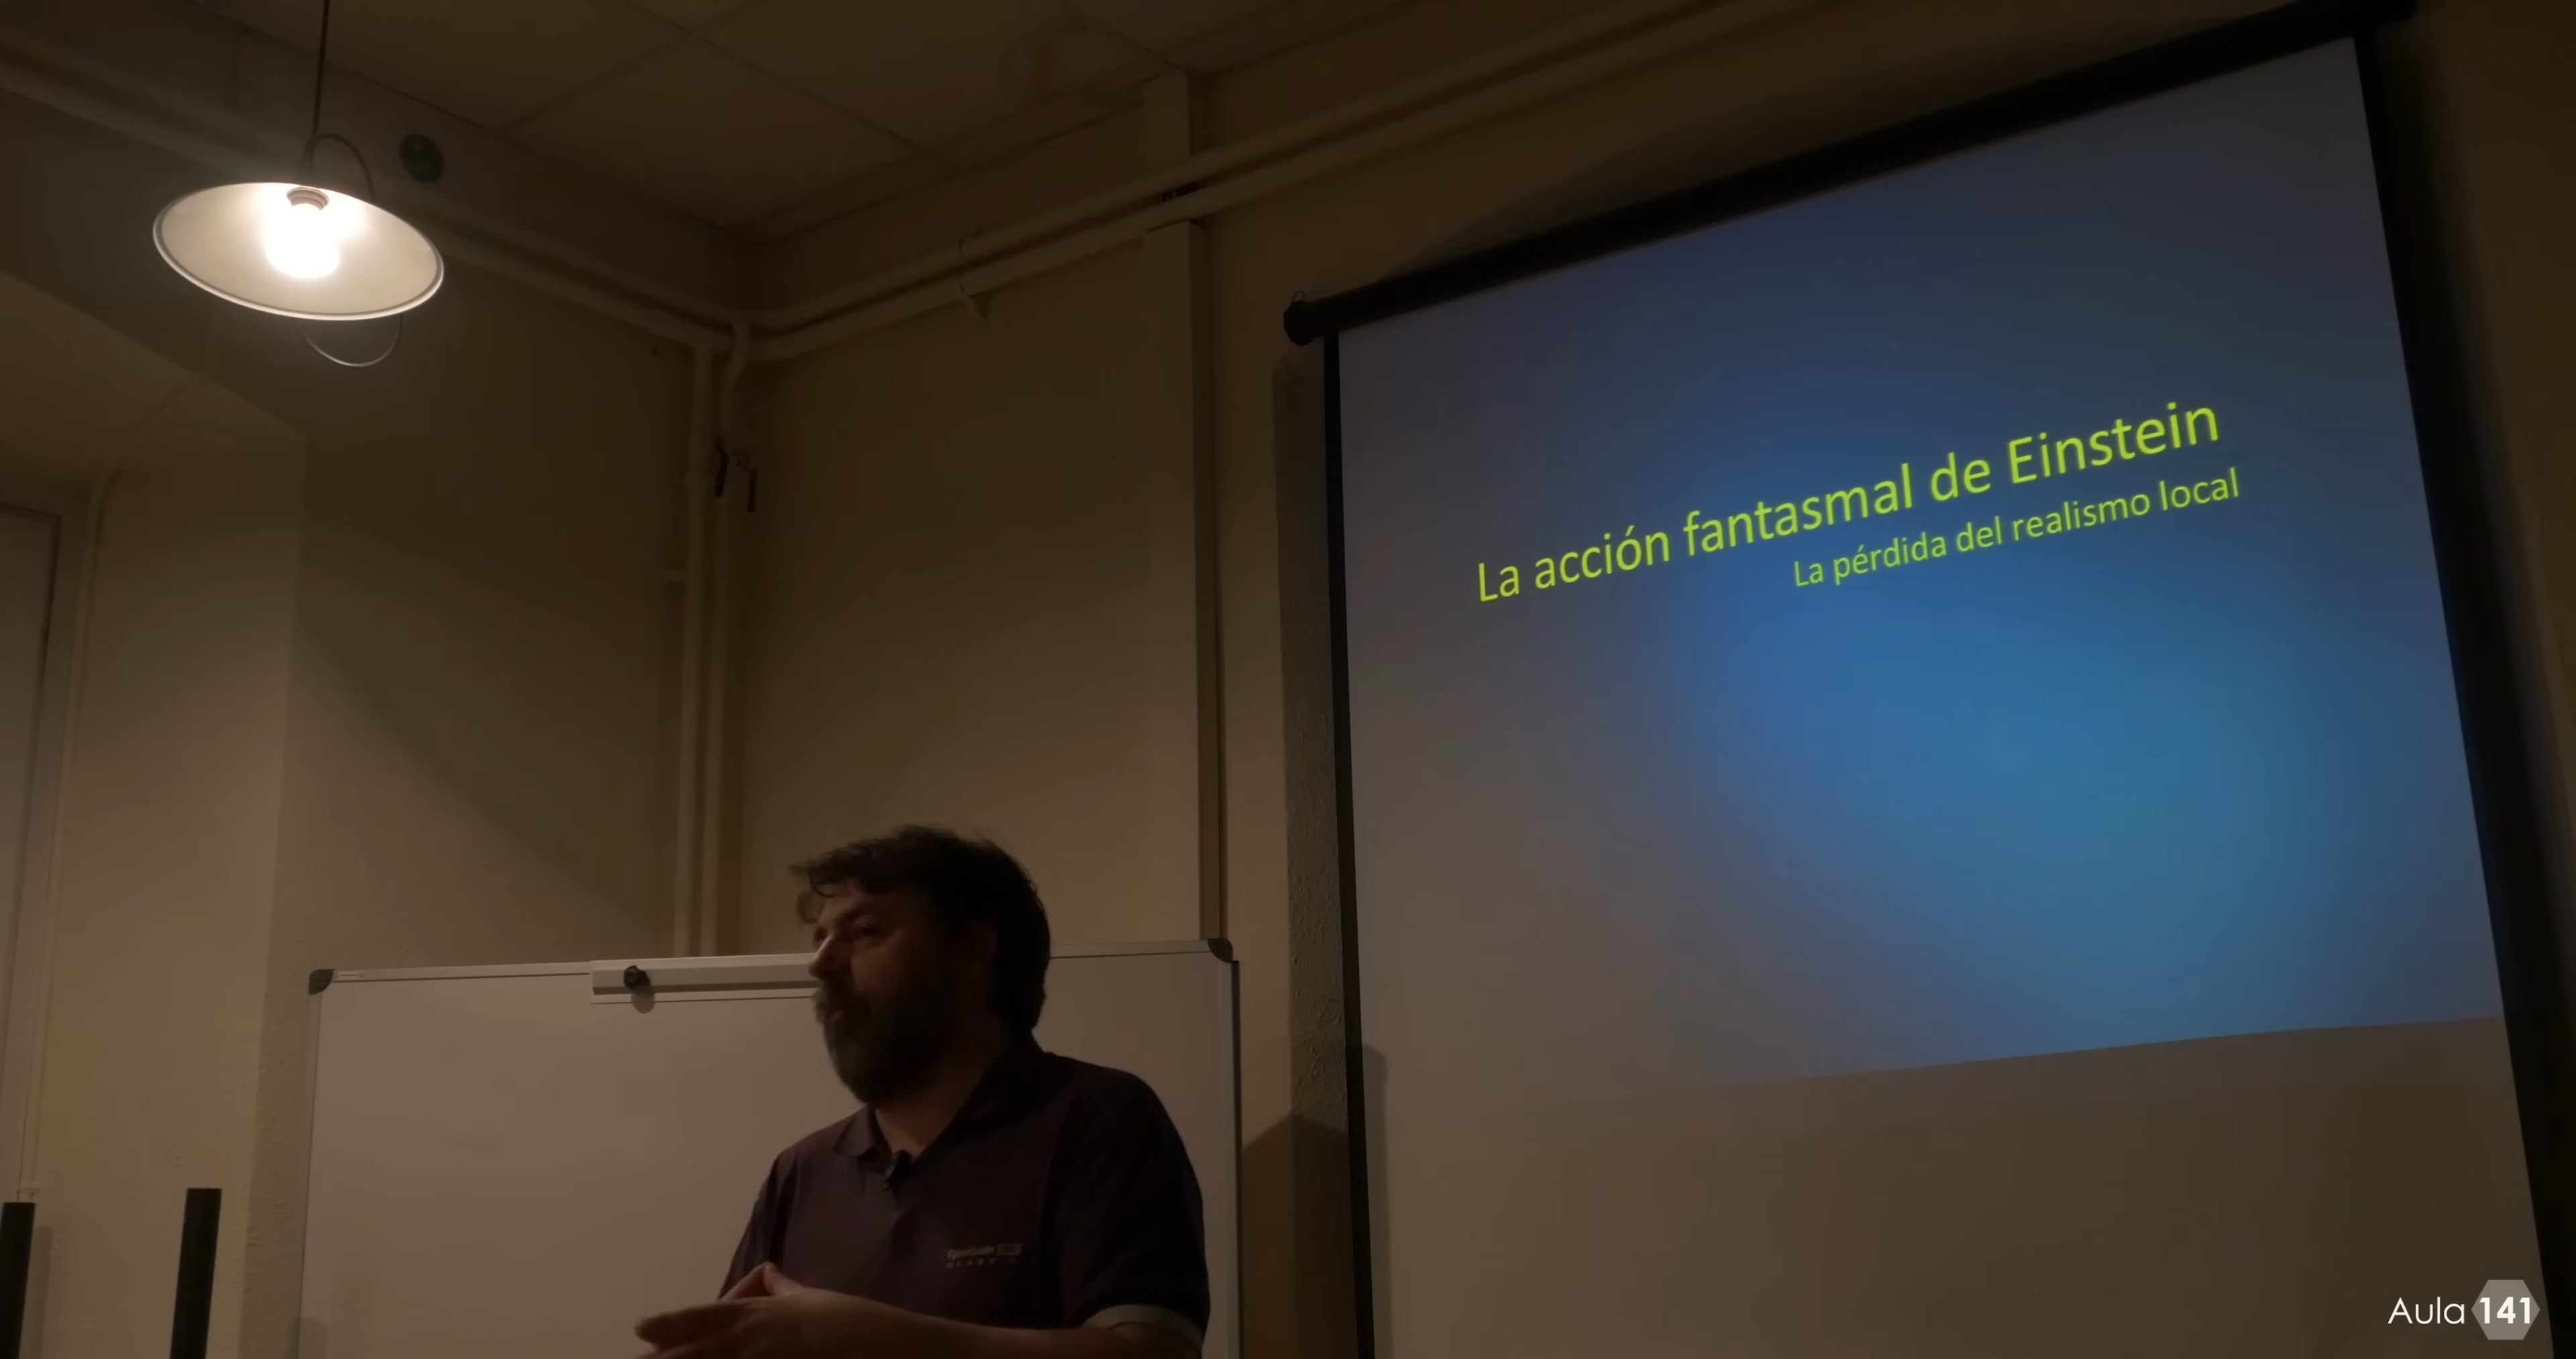 La acción fantasmal de Einstein
La pérdida del realismo local
Aula 141